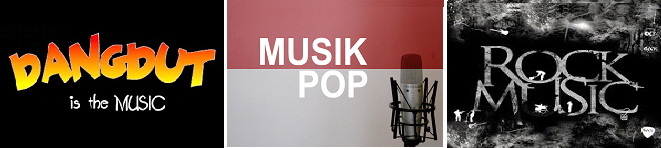 DANGDUT
is the MUSIC
MUSIK
POP
ROCK
MUSIC